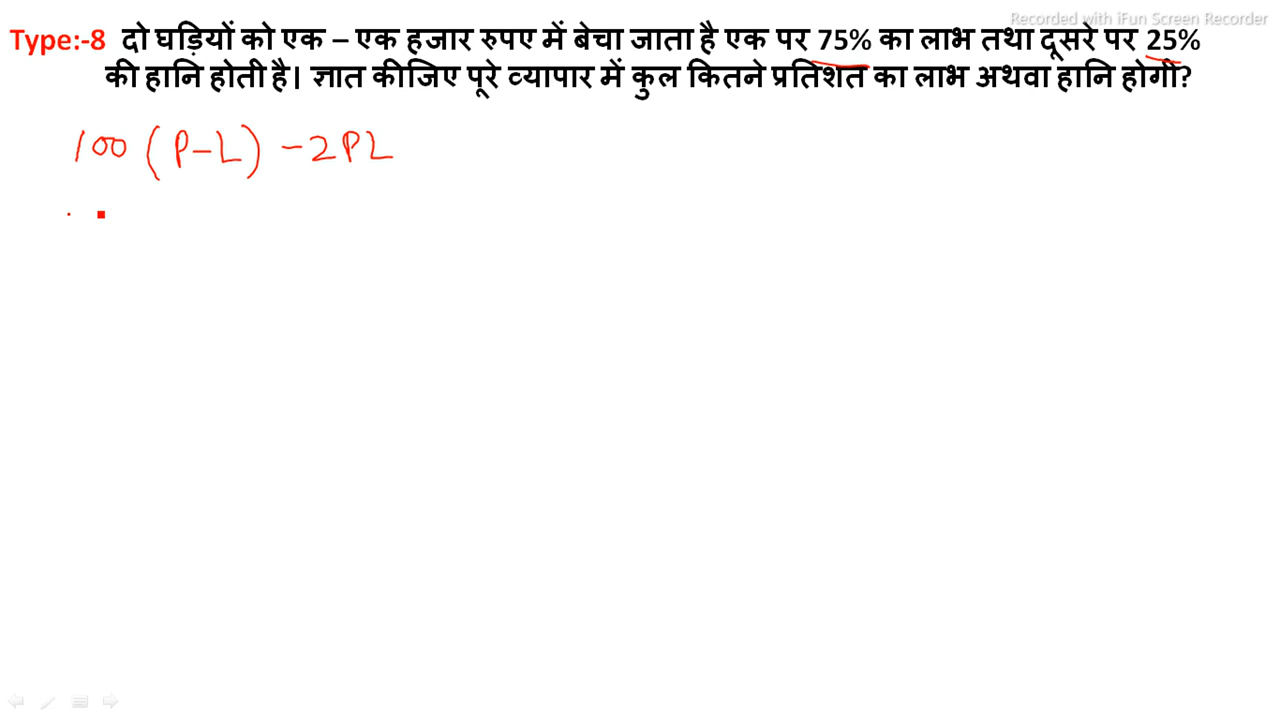 Recorded with iFun Screen Recorder
Type:-8 दो घड़ियों को एक – एक हजार रुपए में बेचा जाता है एक पर 75% का लाभ तथा दूसरे पर 25%
की हानि होती है। ज्ञात कीजिए पूरे व्यापार में कुल कितने प्रतिशत का लाभ अथवा हानि होगी?
100 (P-L) -2PL